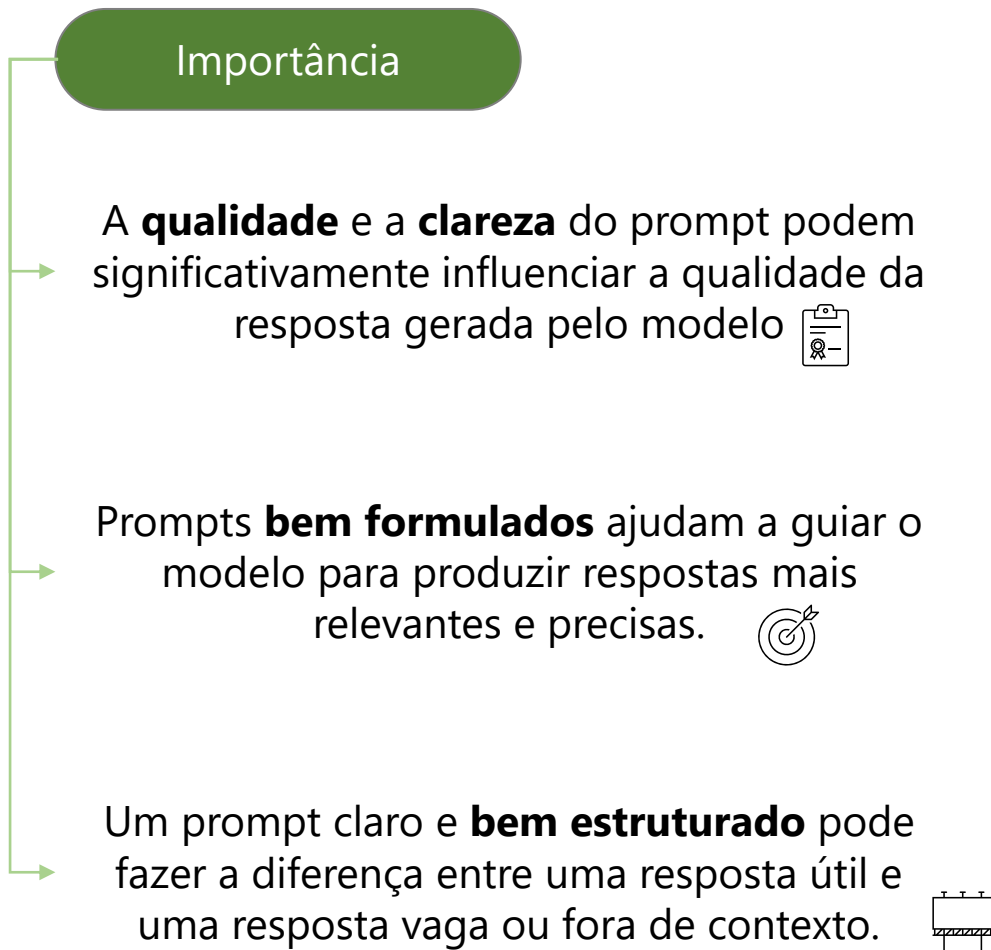 Importância
A qualidade e a clareza do prompt podem
significativamente influenciar a qualidade da
resposta gerada pelo modelo
Prompts bem formulados ajudam a guiar o
modelo para produzir respostas mais
relevantes e precisas.
Um prompt claro e bem estruturado pode
fazer a diferença entre uma resposta útil e
uma resposta vaga ou fora de contexto.